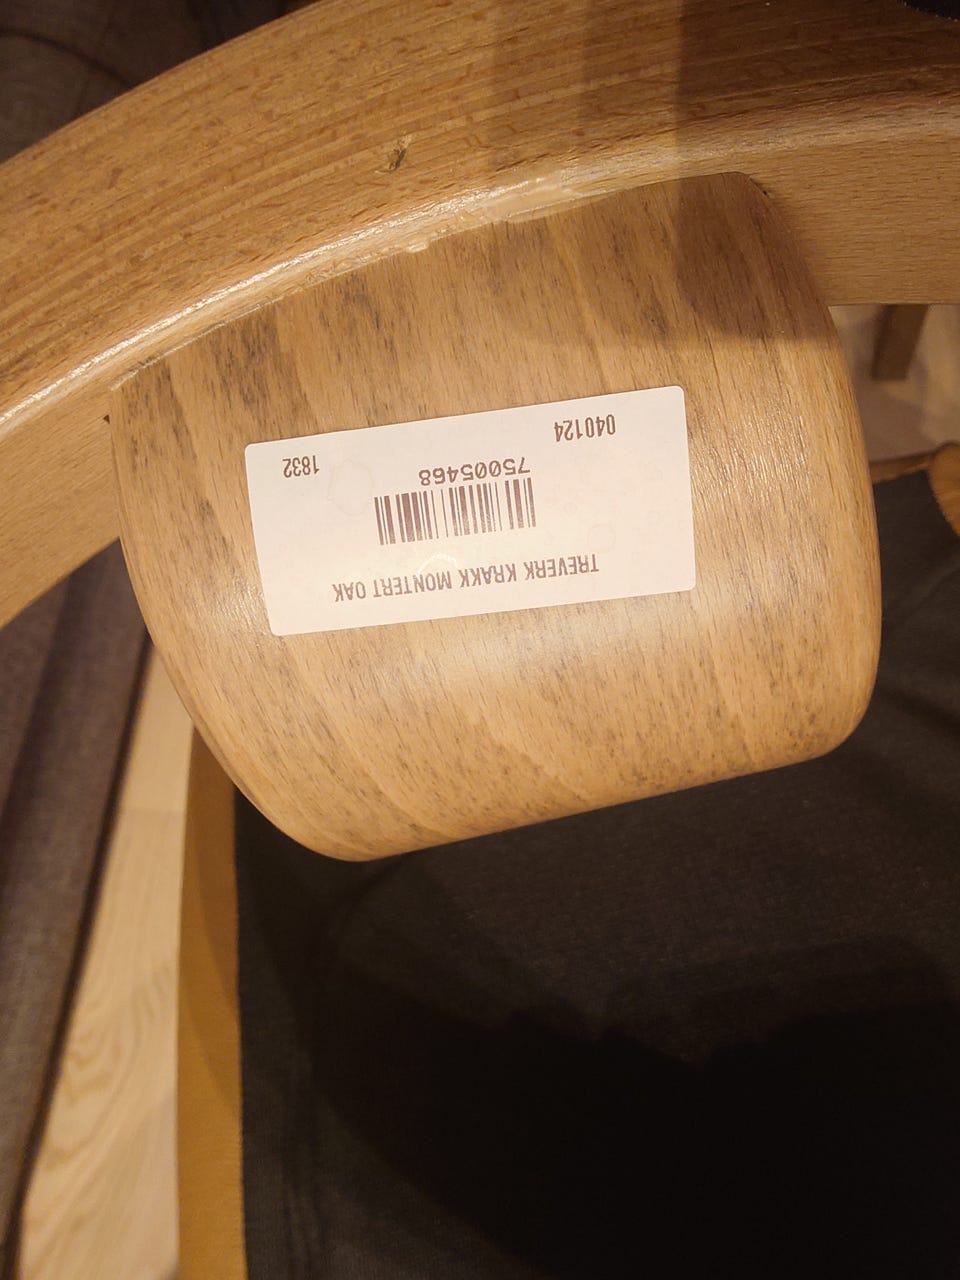 TREVERK KRAKK MONTERT OAK
75005468
040124 1832